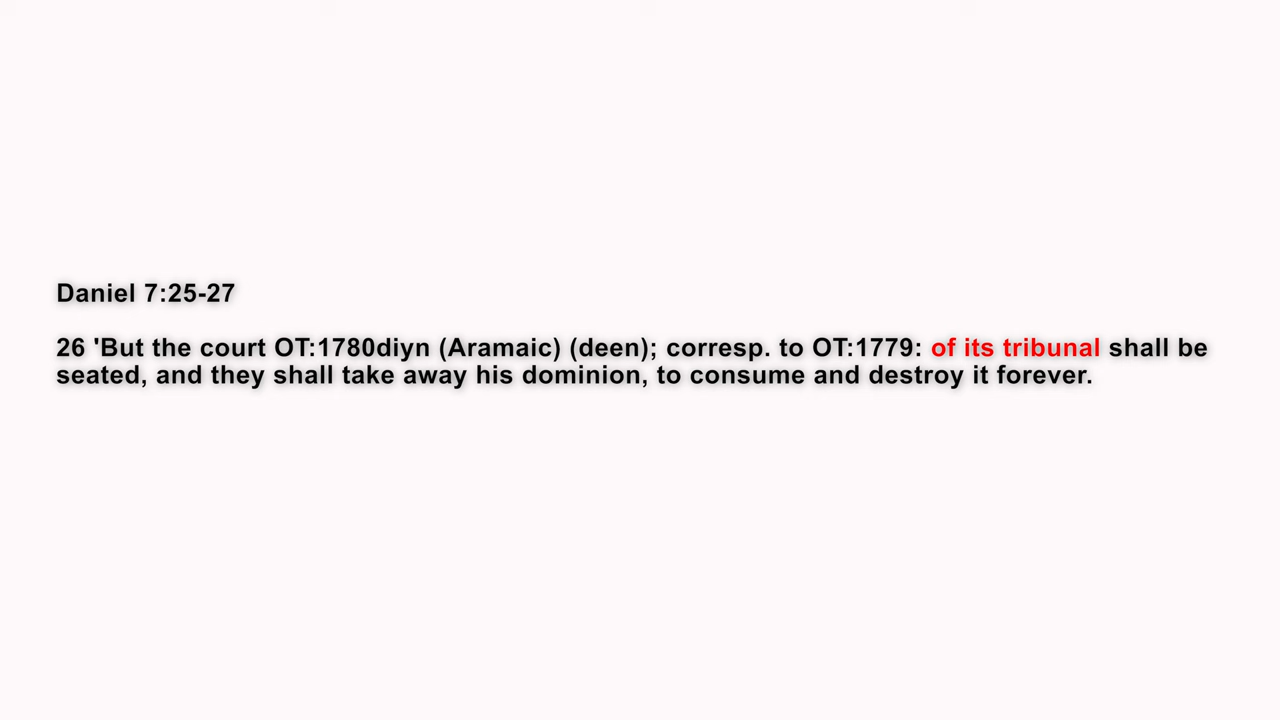 Daniel 7:25-27
26 'But the court OT:1780diyn (Aramaic) (deen); corresp. to OT:1779: of its tribunal shall be
seated, and they shall take away his dominion, to consume and destroy it forever.